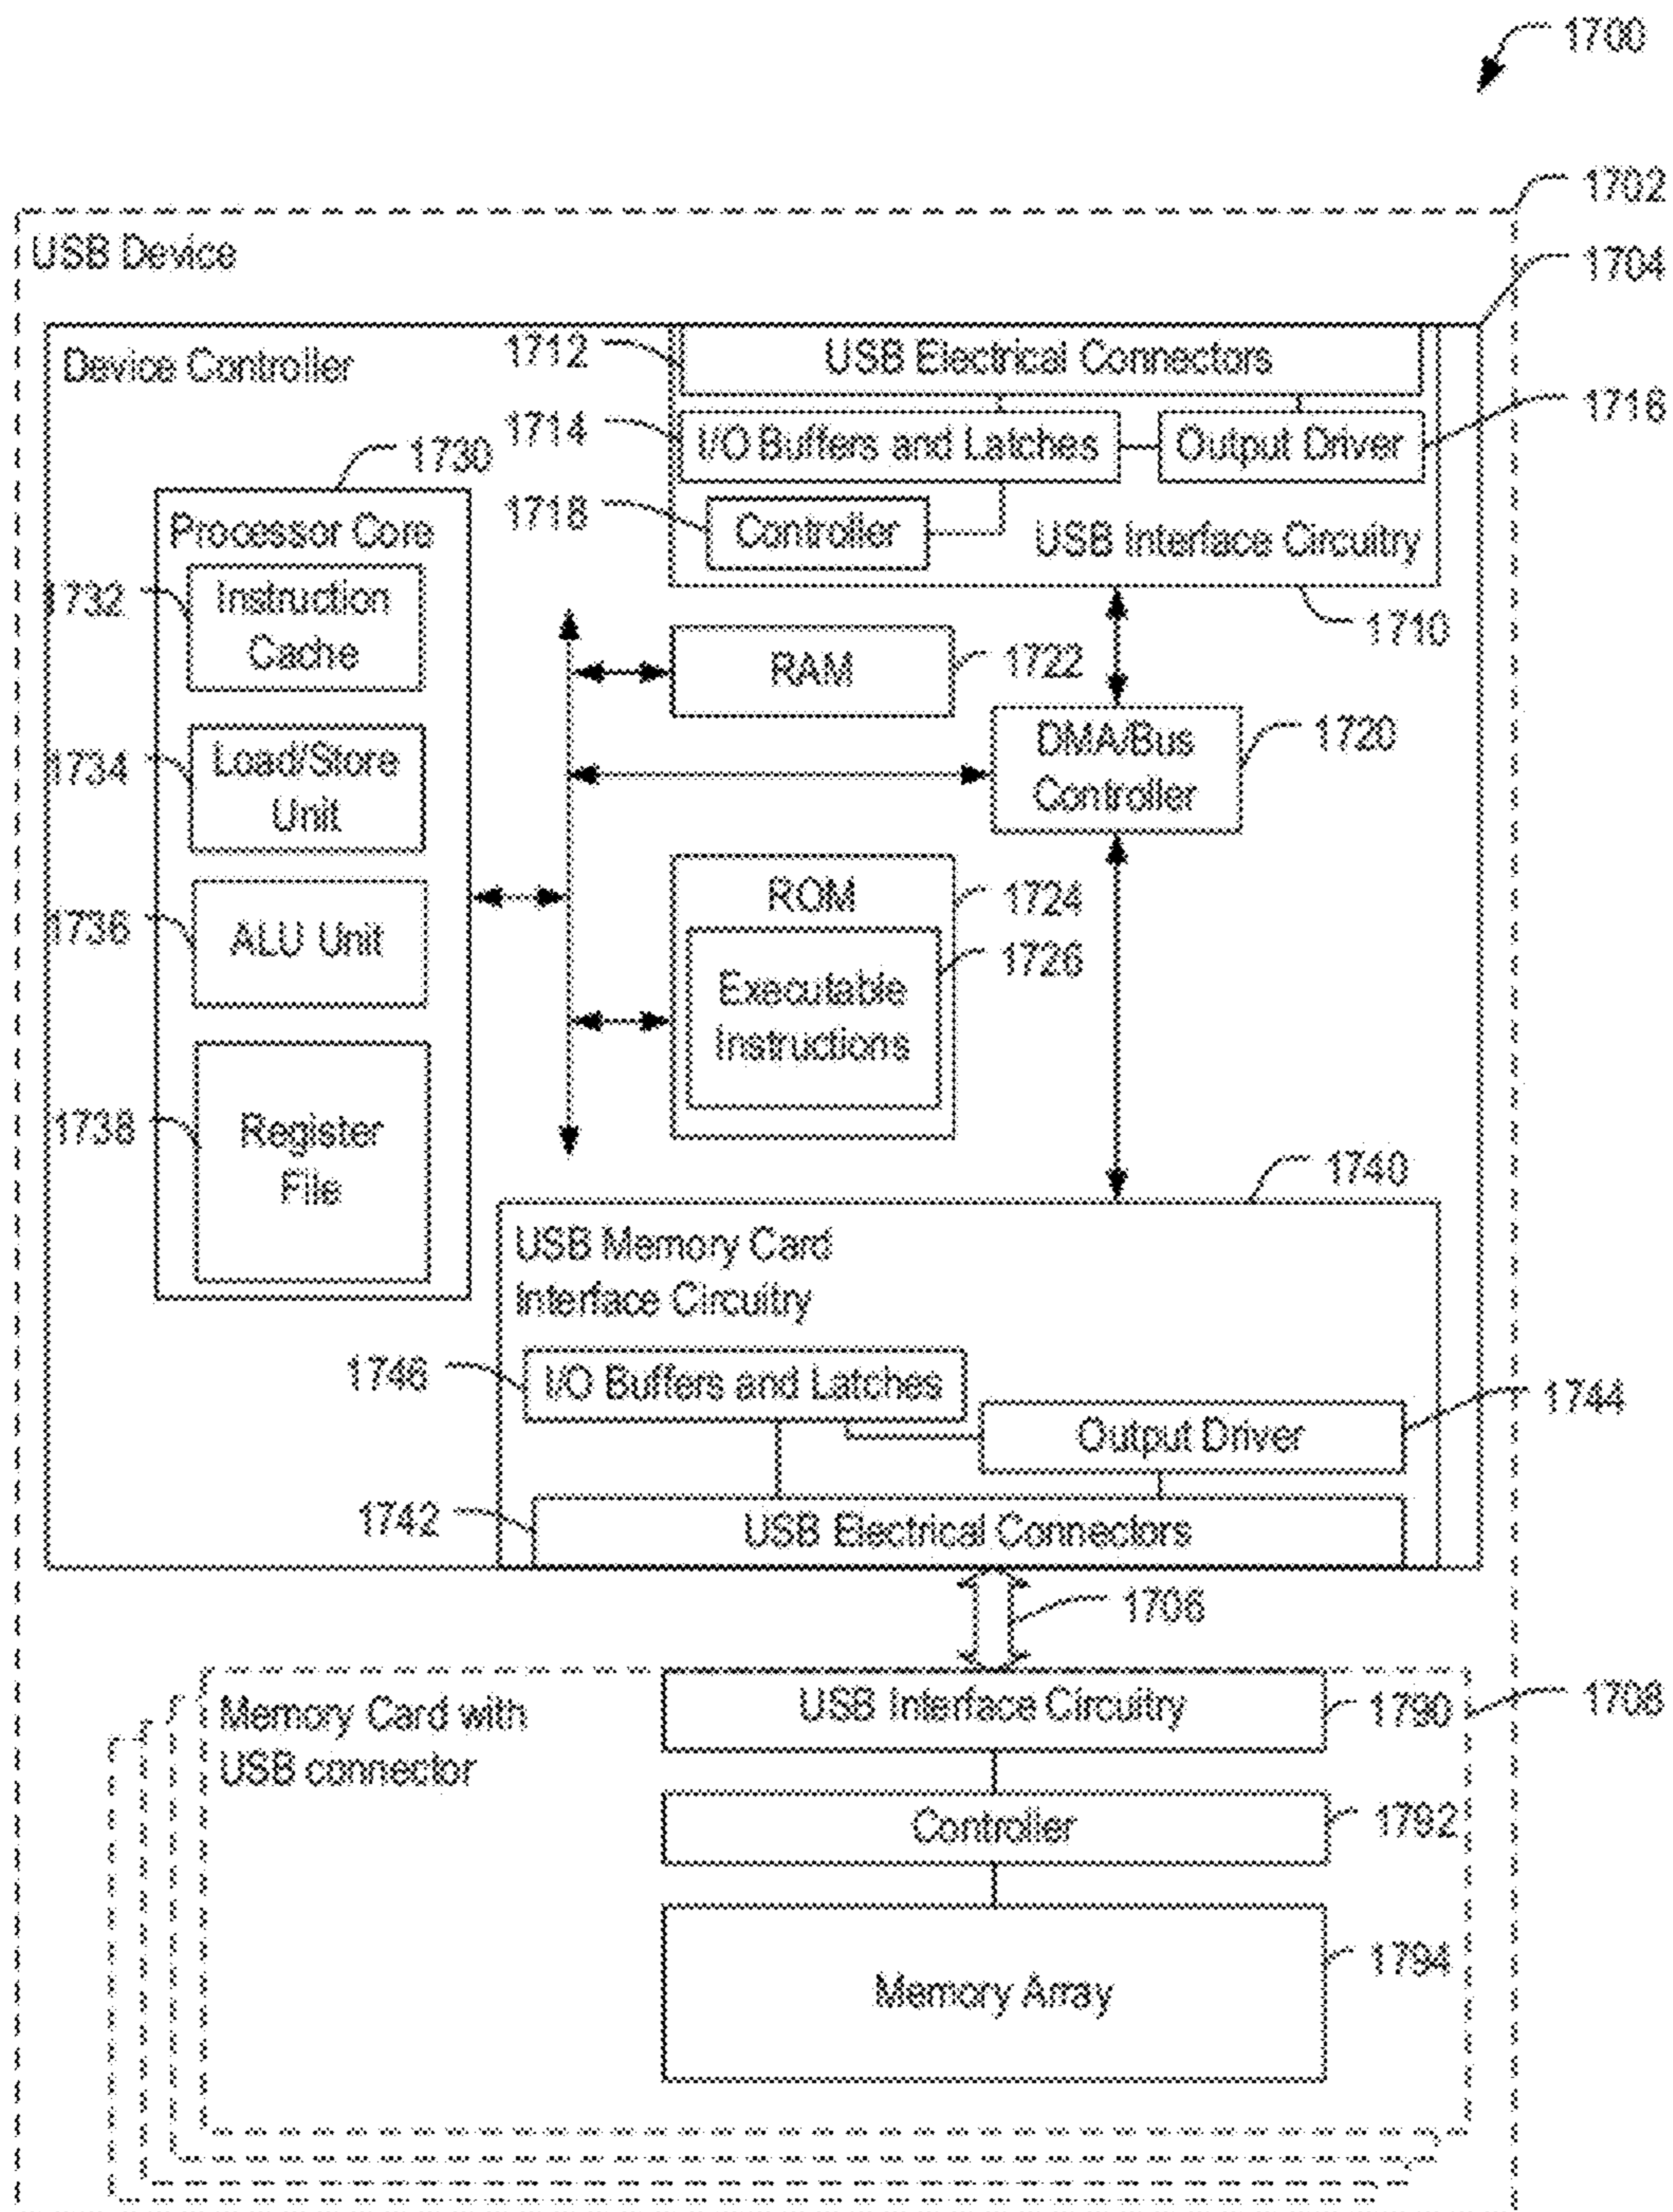 1700
1702
USB Device
1704
Device Controller
1712
USB Electrical Connectors
1714
I/O Buffers and Latches
Output Driver
1716
1730
1718
Controller
USB Interface Circuitry
Processor Core
1732
Instruction
Cache
1710
RAM
1722
1734
Load/Store
Unit
DMA/Bus
Controller
1720
1736
ALU Unit
ROM
1724
1726
Executable
Instructions
1738
Register
File
1740
USB Memory Card
Interface Circuitry
1746
I/O Buffers and Latches
1744
Output Driver
1742
USB Electrical Connectors
1706
Memory Card with
USB connector
USB Interface Circuitry
1790
1708
Controller
1792
Memory Array
1794